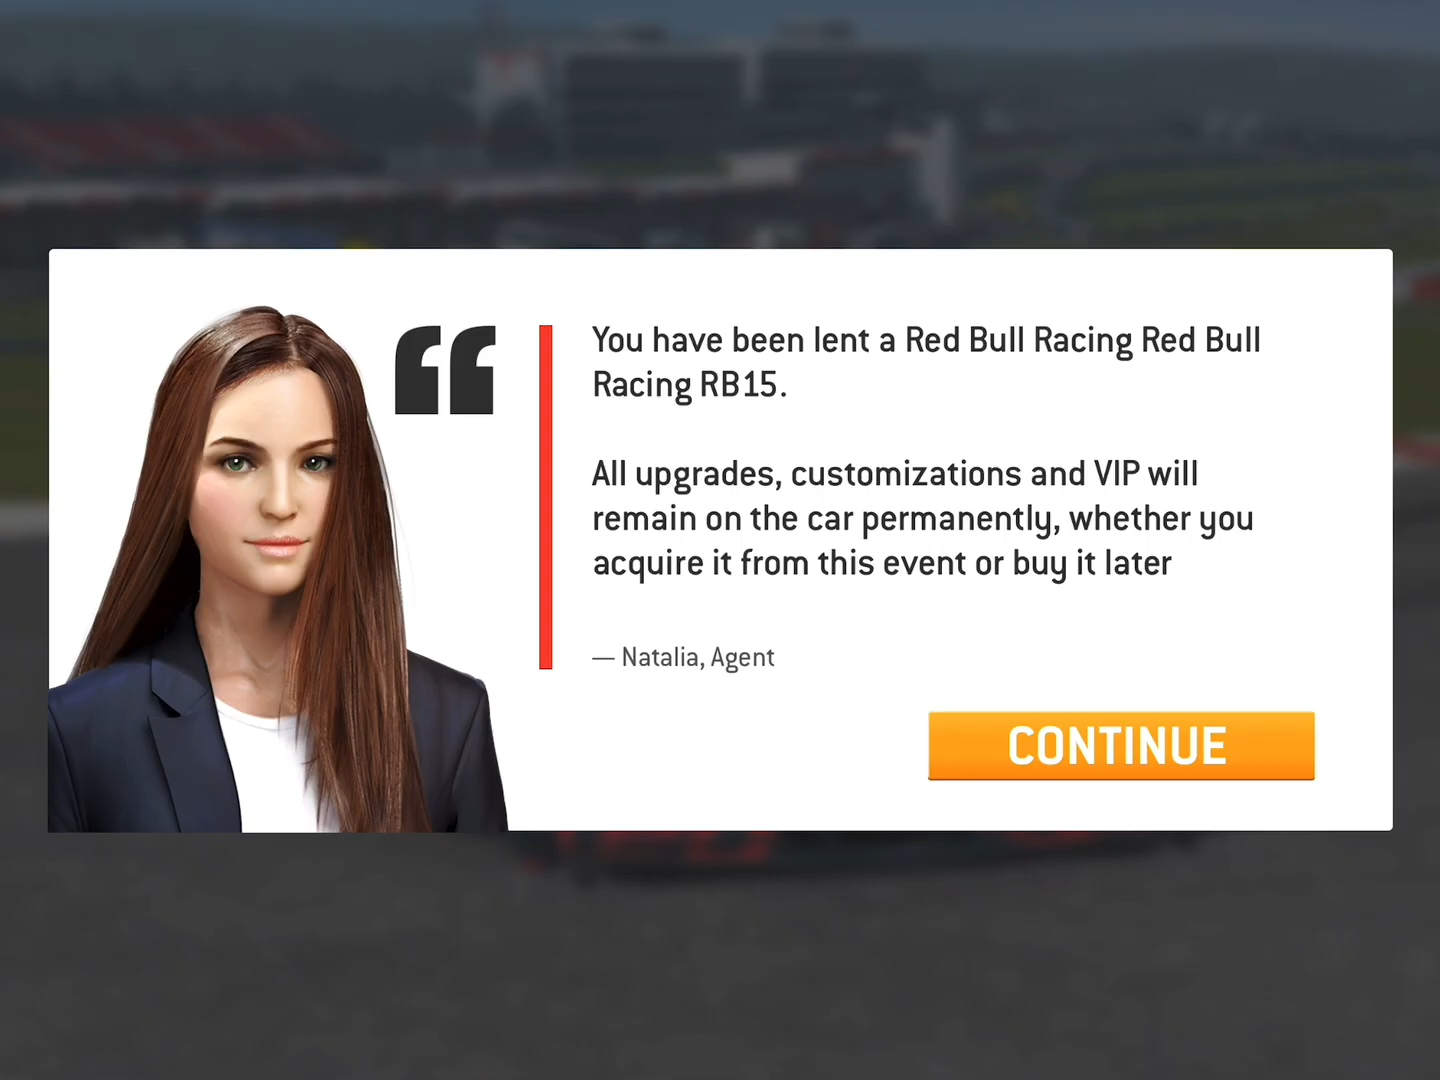 You have been lent a Red Bull Racing Red Bull
Racing RB15.
All upgrades, customizations and VIP will
remain on the car permanently, whether you
acquire it from this event or buy it later
— Natalia, Agent
CONTINUE